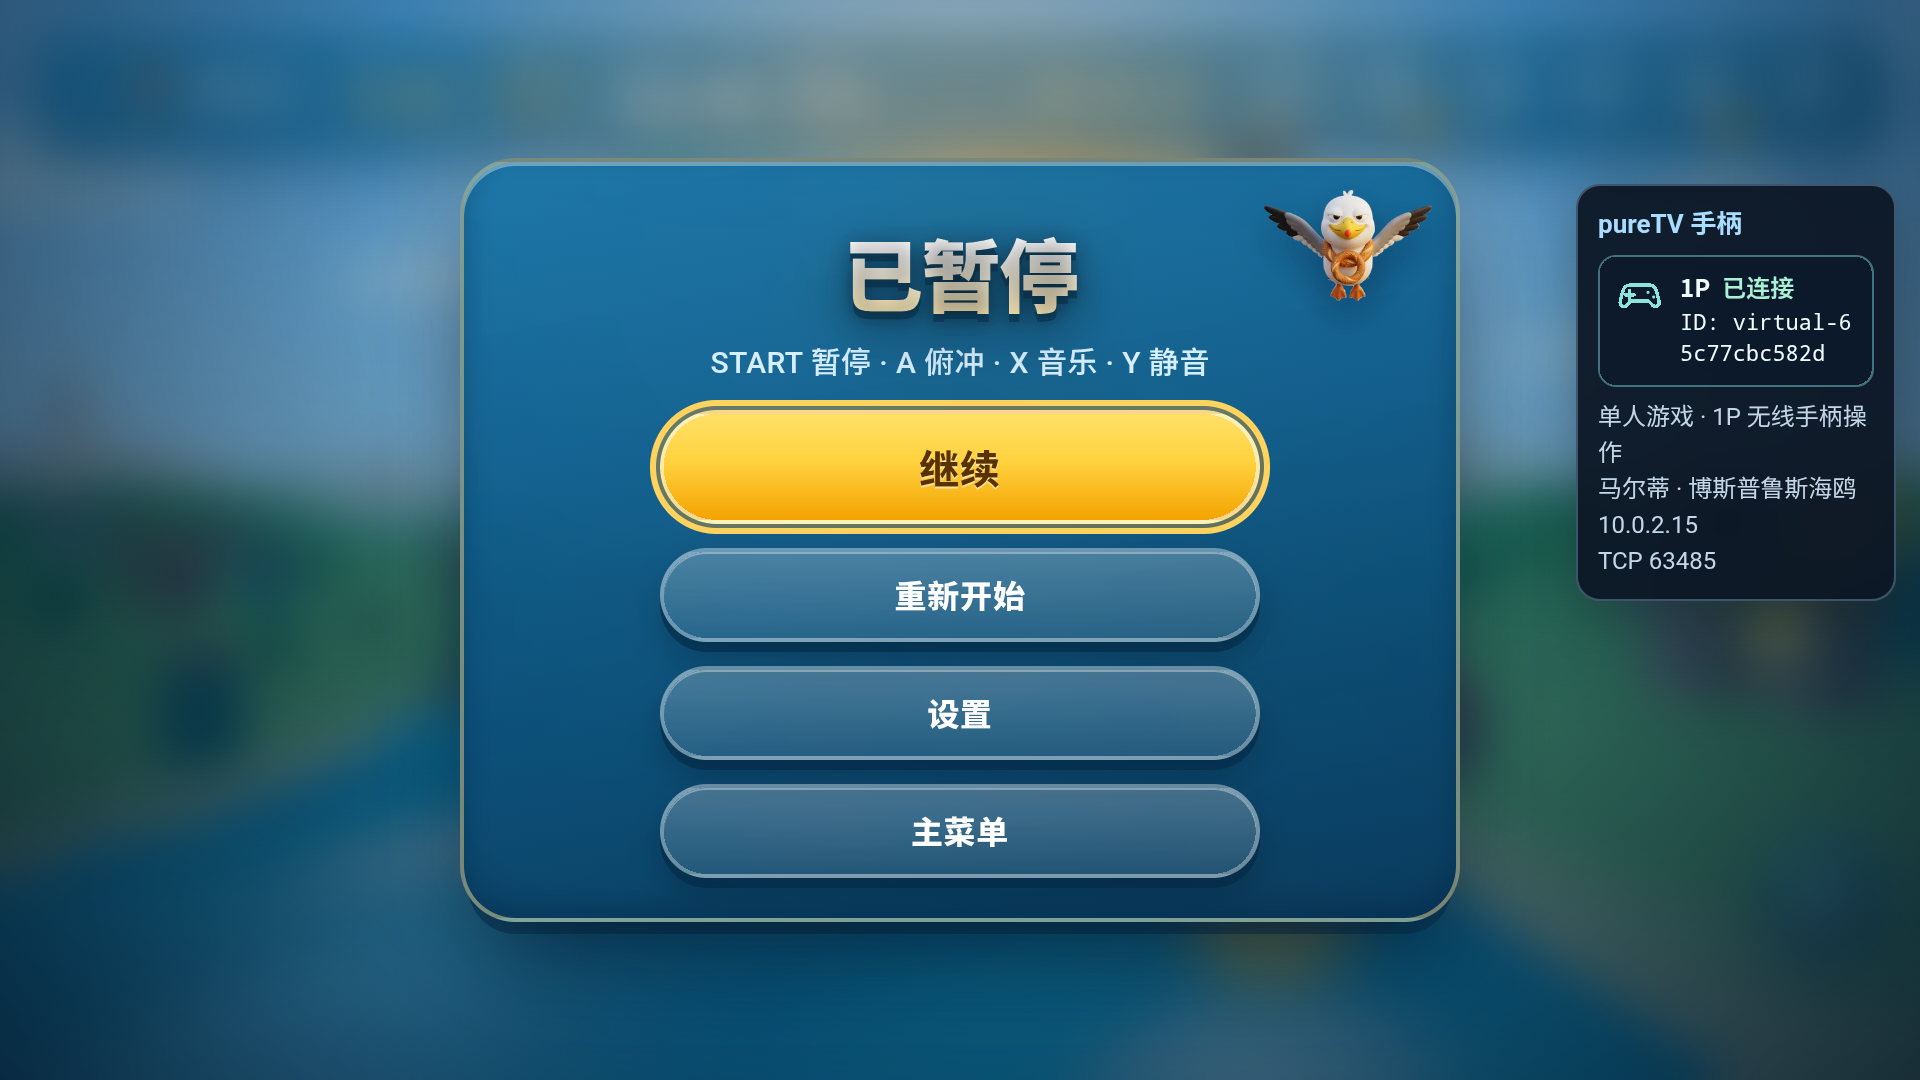 已暂停
START 暂停 · A 俯冲 · X 音乐 · Y 静音
继续
重新开始
设置
主菜单
pureTV 手柄
1P 已连接
ID: virtual-6
5c77cbc582d
单人游戏 · 1P 无线手柄操
作
马尔蒂 · 博斯普鲁斯海鸥
10.0.2.15
TCP 63485